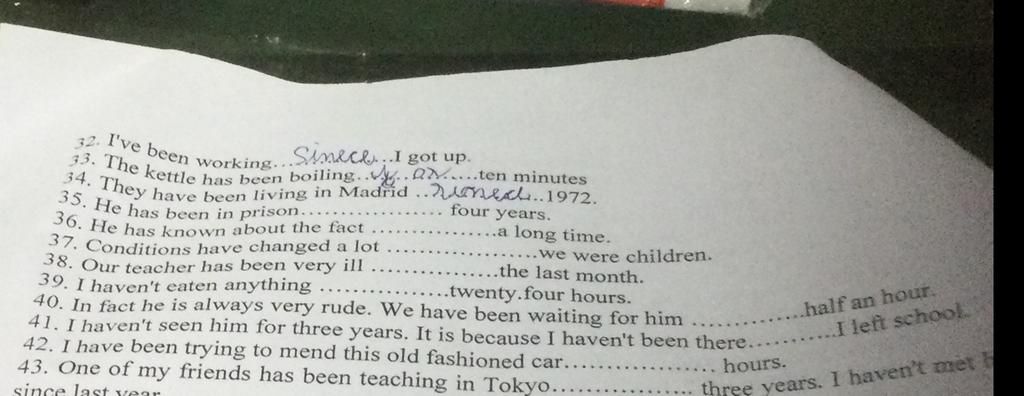 32. I've been working...sinece...I got up.
33. The kettle has been boiling.........ten minutes
34. They have been living in Madrid ..........1972.
35. He has been in prison.................. four years.
36. He has known about the fact ................a long time.
37. Conditions have changed a lot .....................we were children.
38. Our teacher has been very ill .................the last month.
39. I haven't eaten anything .................twenty.four hours.
40. In fact he is always very rude. We have been waiting for him ..............half an hour.
41. I haven't seen him for three years. It is because I haven't been there...........I left school.
42. I have been trying to mend this old fashioned car.................... hours.
43. One of my friends has been teaching in Tokyo................... three years. I haven't met
since last year